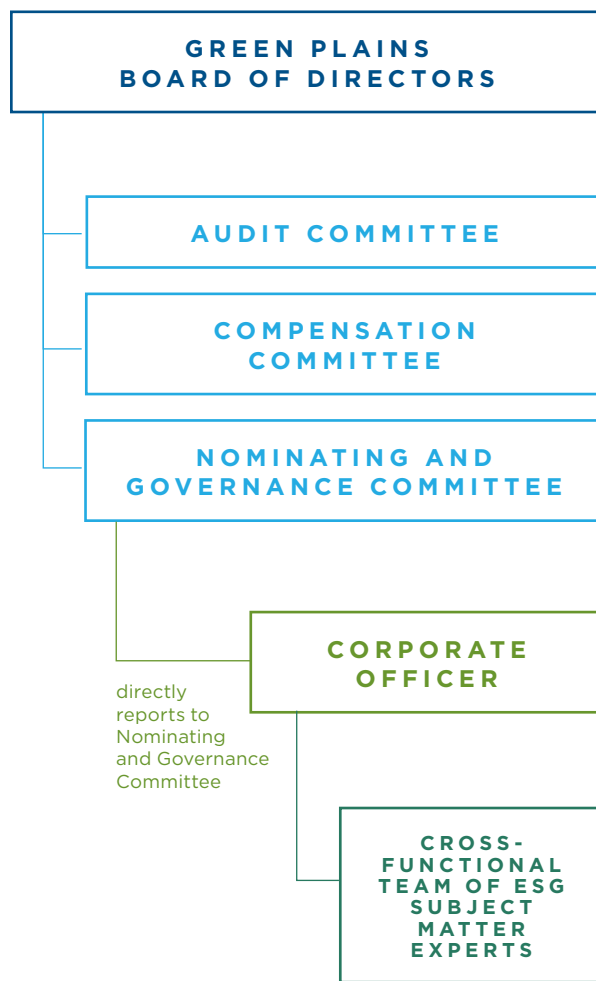 GREEN PLAINS
BOARD OF DIRECTORS
AUDIT COMMITTEE
COMPENSATION
COMMITTEE
NOMINATING AND
GOVERNANCE COMMITTEE
CORPORATE
OFFICER
directly
reports to
Nominating
and Governance
Committee
CROSS-
FUNCTIONAL
TEAM OF ESG
SUBJECT
MATTER
EXPERTS